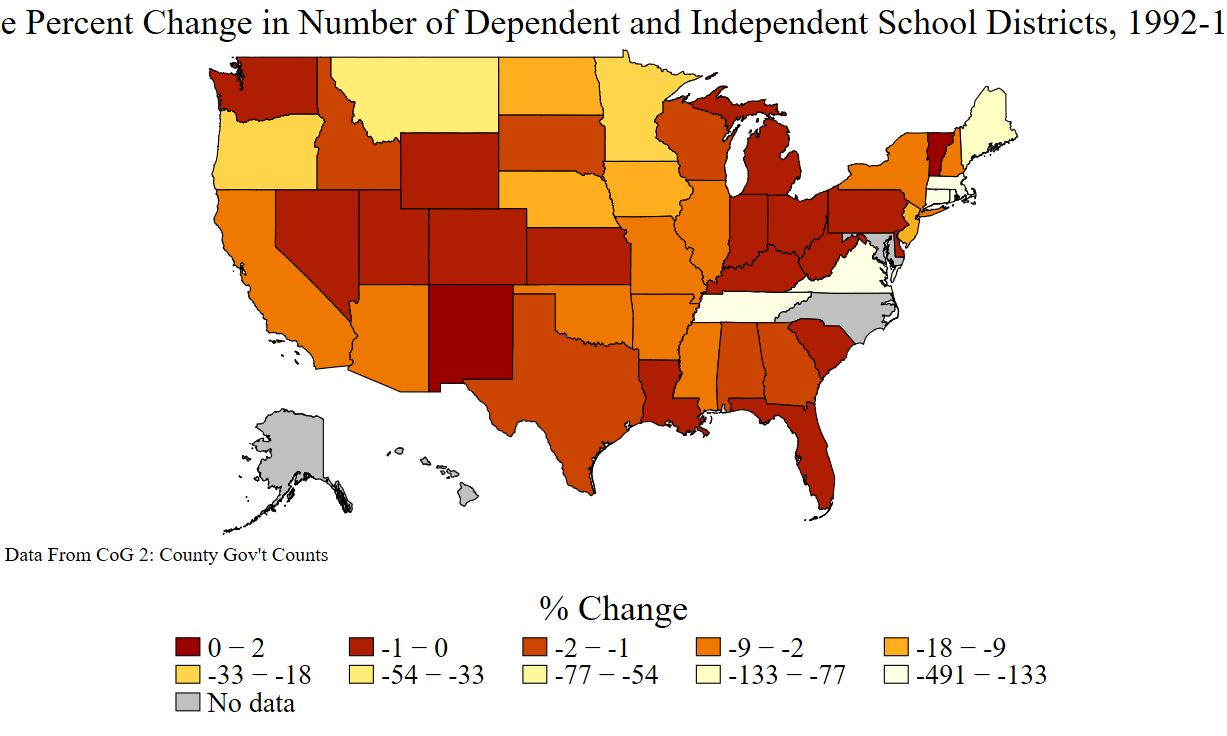 e Percent Change in Number of Dependent and Independent School Districts, 1992-1
Data From CoG 2: County Gov't Counts
% Change
0 − 2
-1 − 0
-2 − -1
-9 − -2
-18 − -9
-33 − -18
-54 − -33
-77 − -54
-133 − -77
-491 − -133
No data